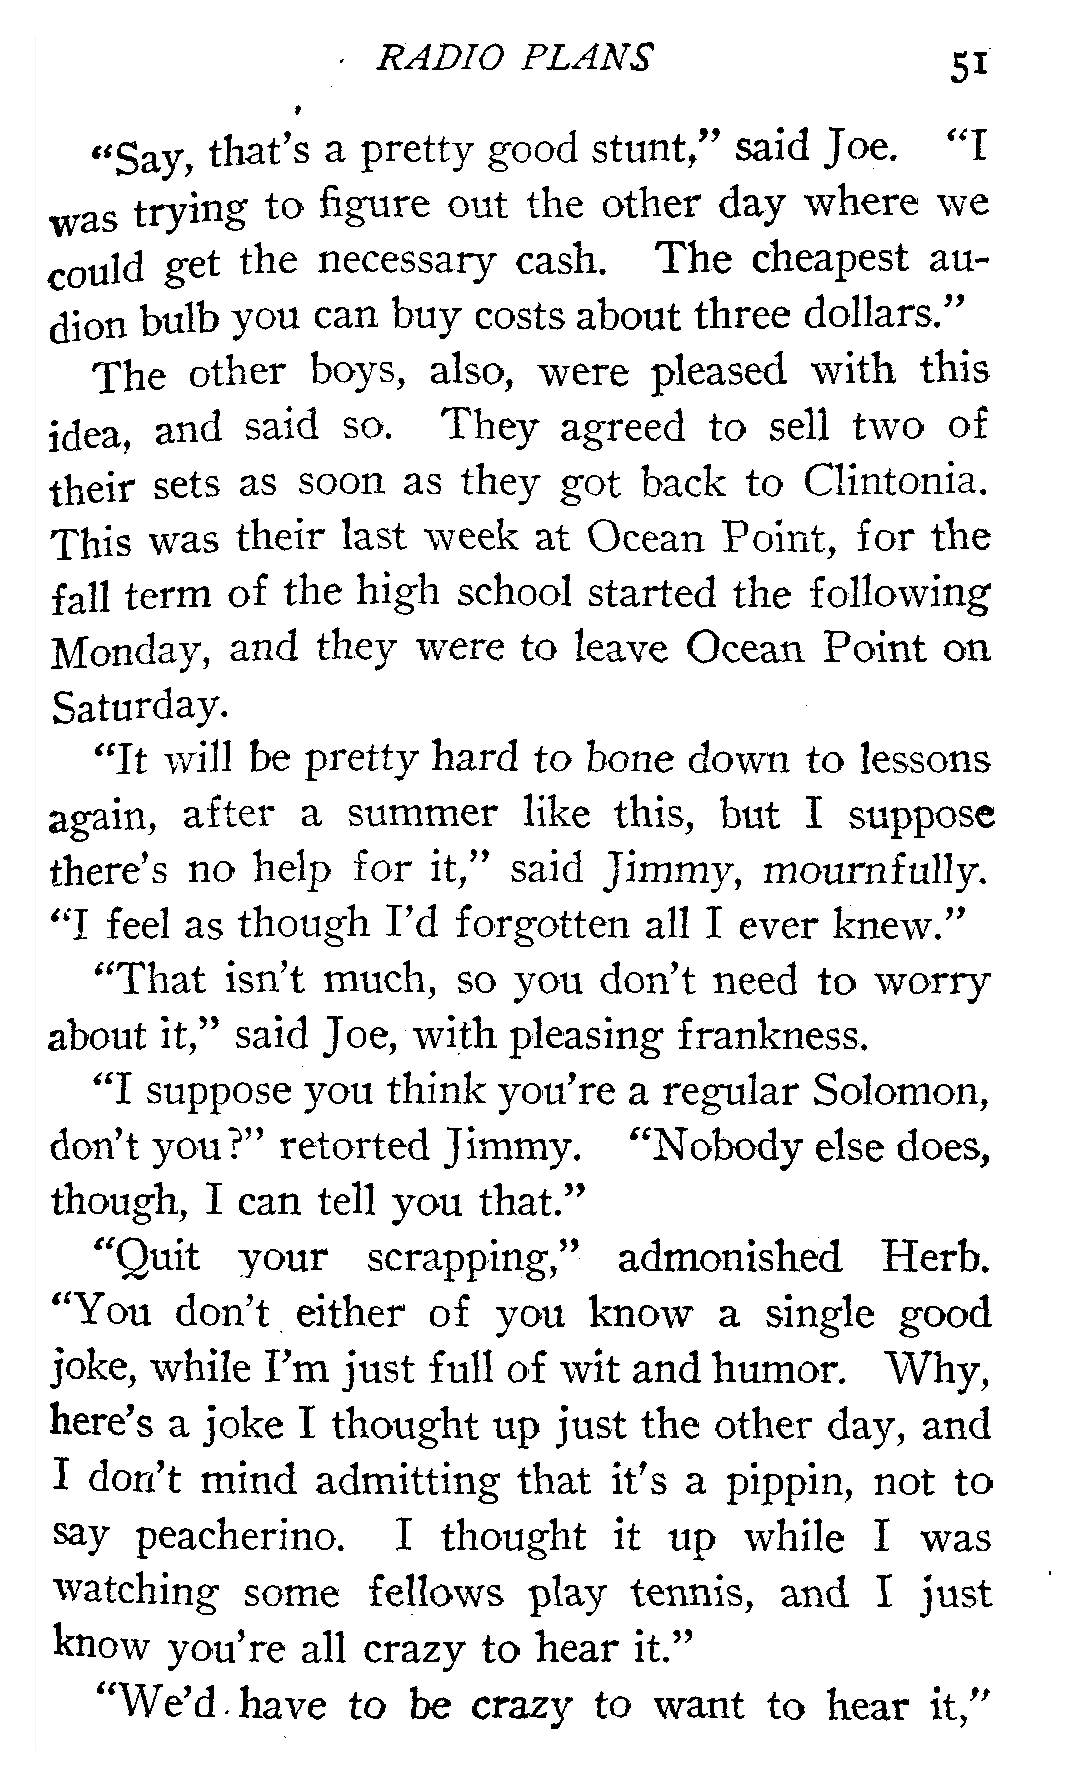 RADIO PLANS 51
"Say, that's a pretty good stunt," said Joe. "I
was trying to figure out the other day where we
could get the necessary cash. The cheapest au-
dion bulb you can buy costs about three dollars."
The other boys, also, were pleased with this
idea, and said so. They agreed to sell two of
their sets as soon as they got back to Clintonia.
This was their last week at Ocean Point, for the
fall term of the high school started the following
Monday, and they were to leave Ocean Point on
Saturday.
"It will be pretty hard to bone down to lessons
again, after a summer like this, but I suppose
there's no help for it," said Jimmy, mournfully.
"I feel as though I'd forgotten all I ever knew."
"That isn't much, so you don't need to worry
about it," said Joe, with pleasing frankness.
"I suppose you think you're a regular Solomon,
don't you?" retorted Jimmy. "Nobody else does,
though, I can tell you that."
"Quit your scrapping," admonished Herb.
"You don't either of you know a single good
joke, while I'm just full of wit and humor. Why,
here's a joke I thought up just the other day, and
I don't mind admitting that it's a pippin, not to
say peacherino. I thought it up while I was
watching some fellows play tennis, and I just
know you're all crazy to hear it."
"We'd have to be crazy to want to hear it,"